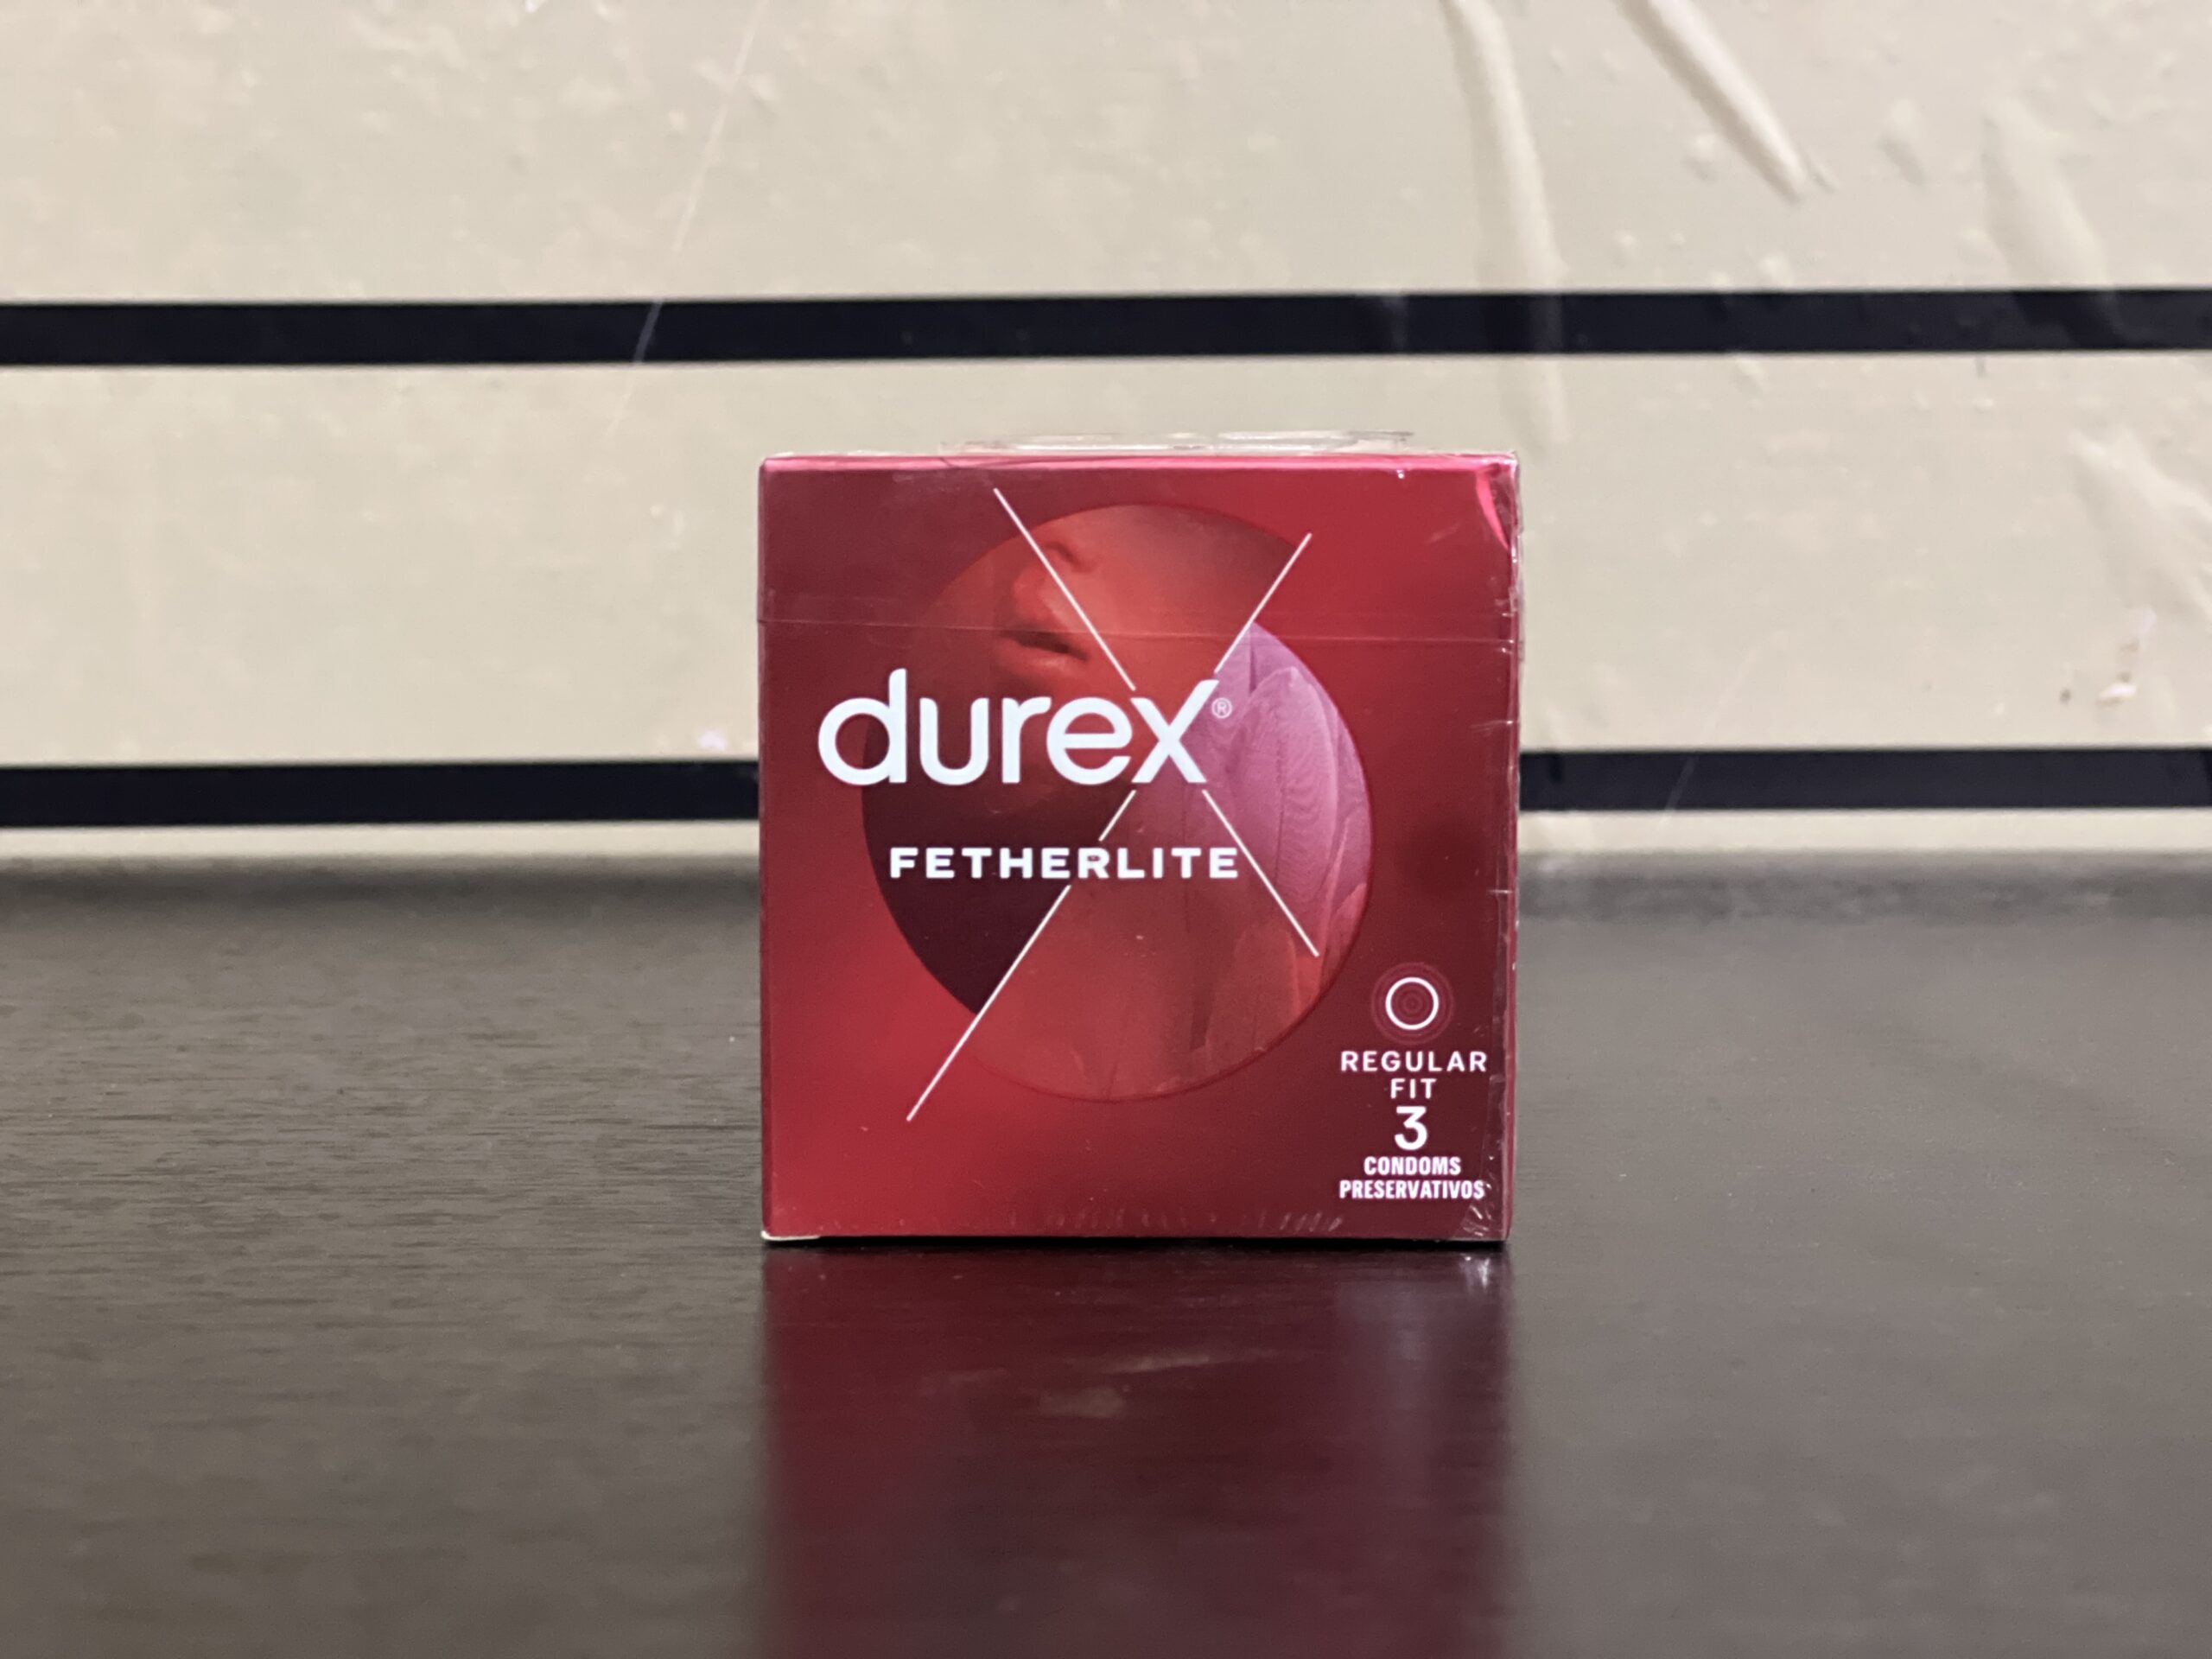 durex®
FETHERLITE
REGULAR
FIT
3
CONDOMS
PRESERVATIVOS